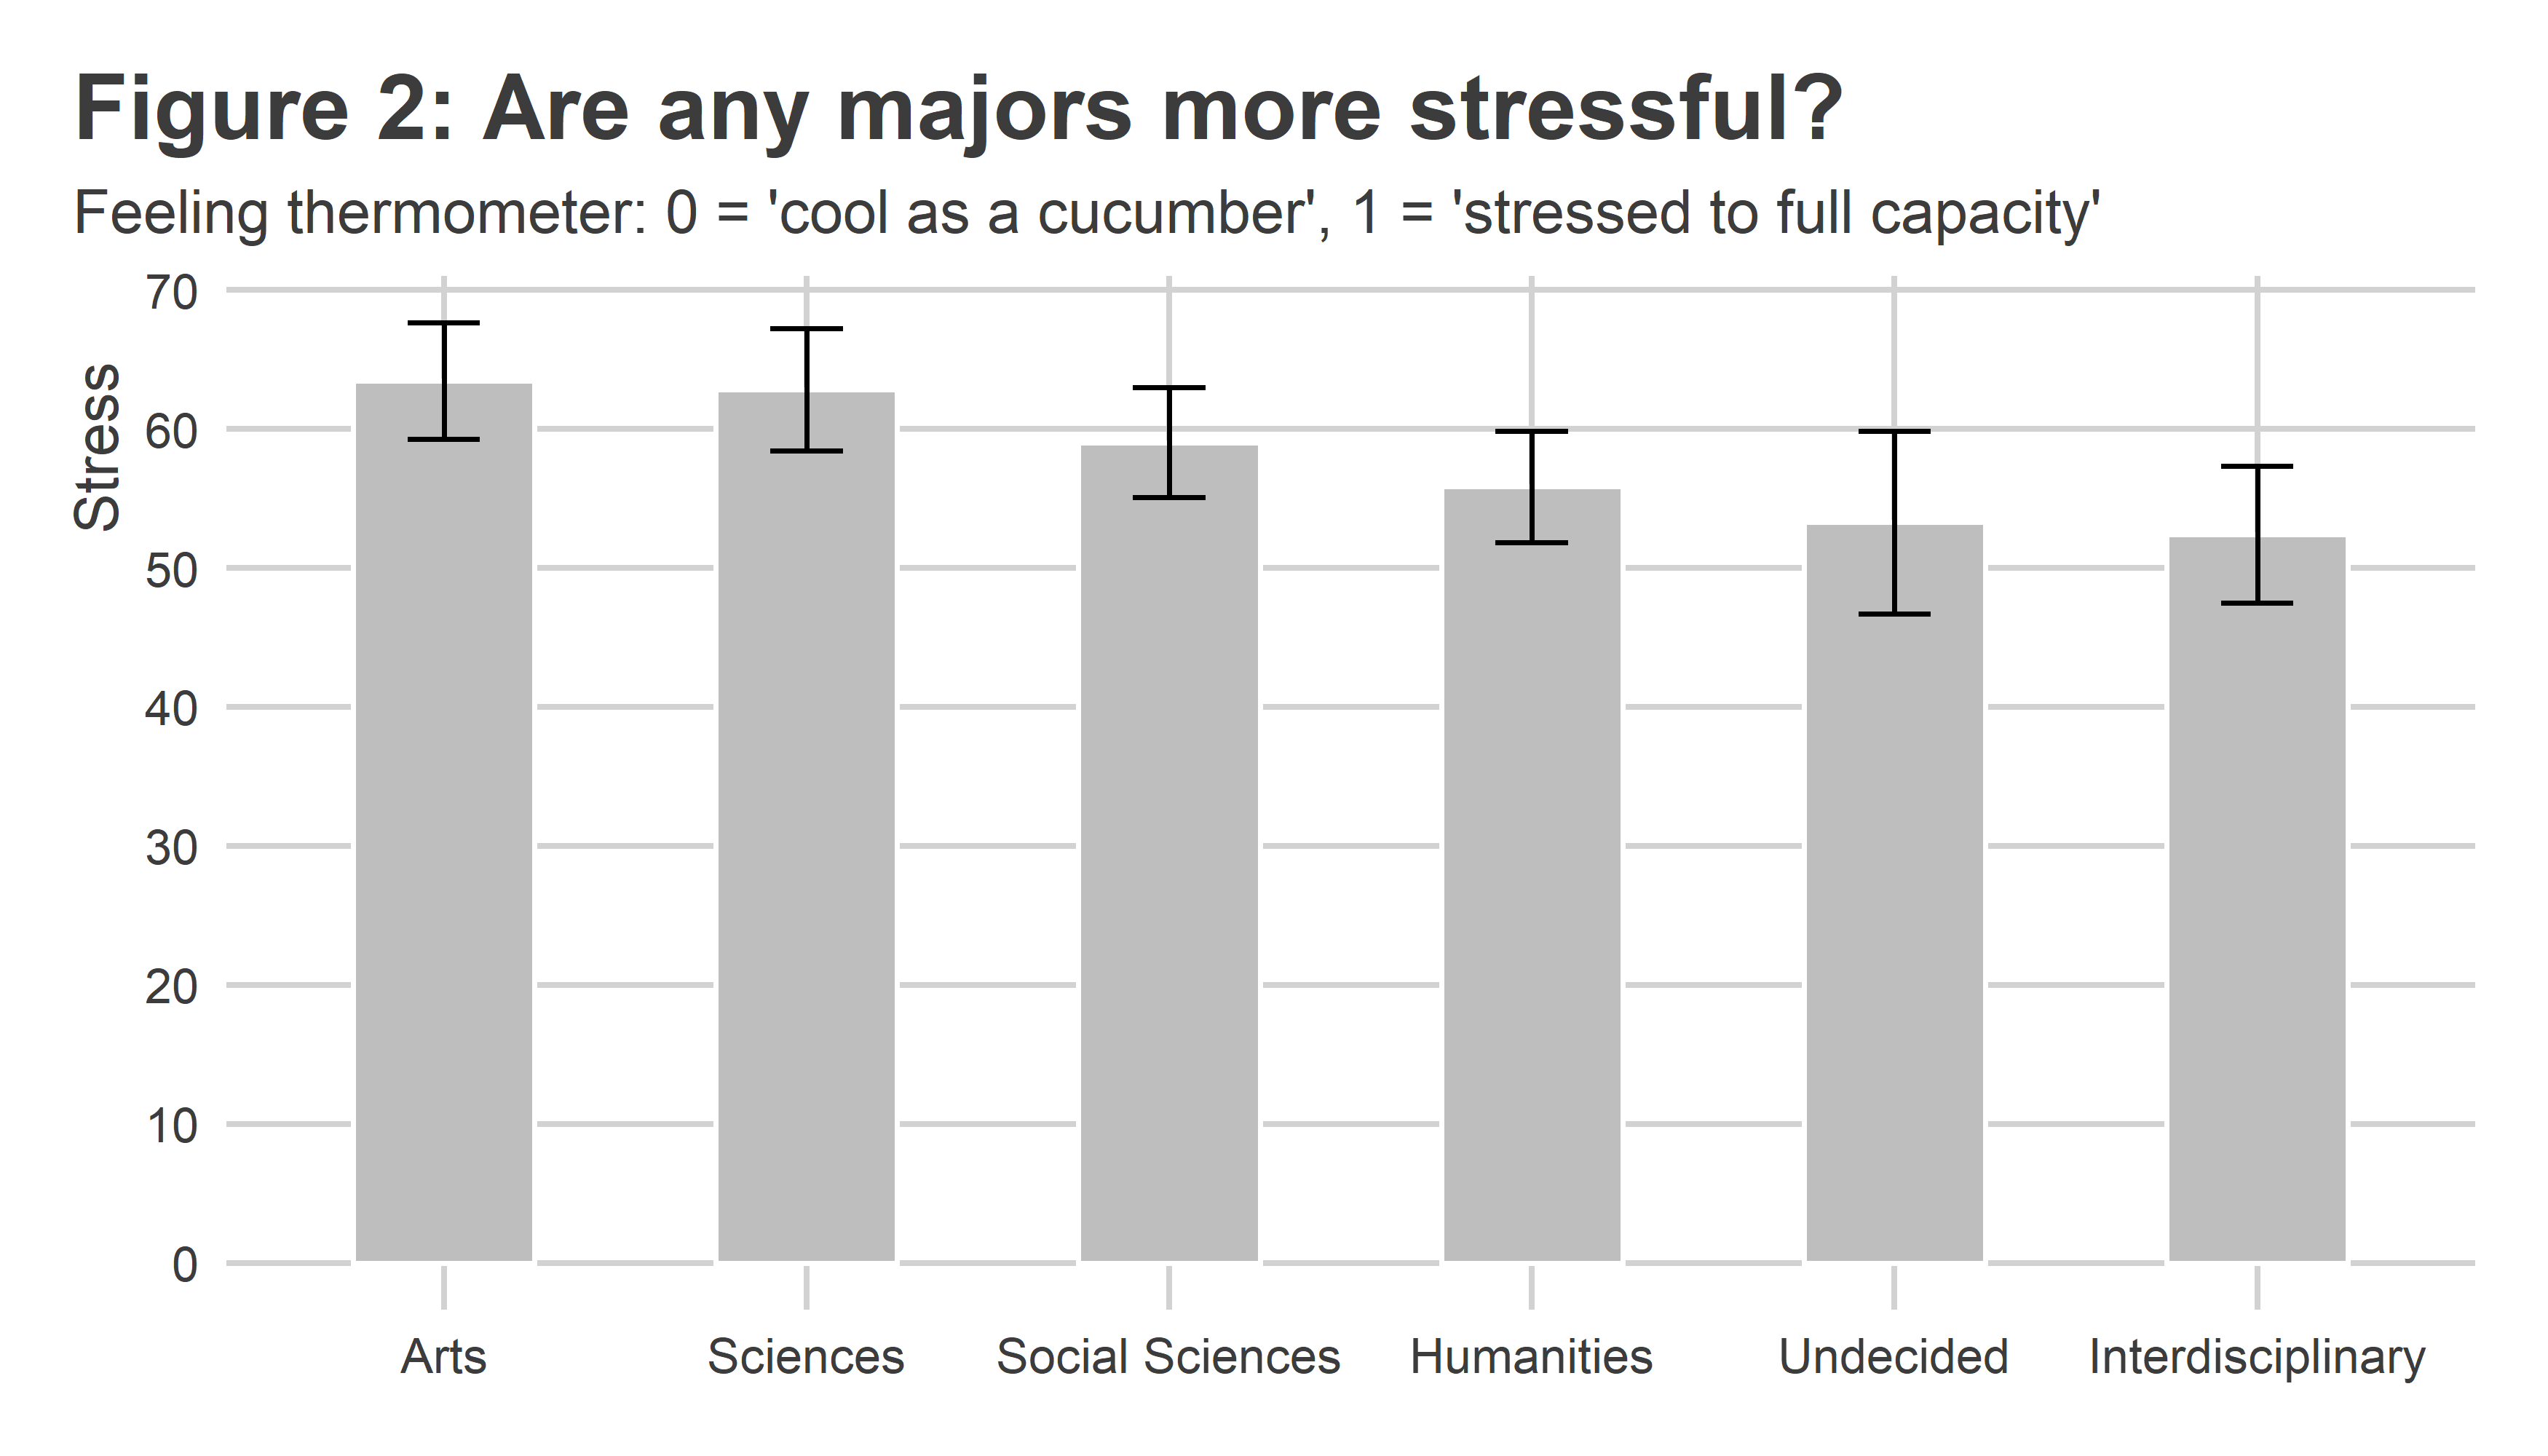 Figure 2: Are any majors more stressful?
Feeling thermometer: 0 = 'cool as a cucumber', 1 = 'stressed to full capacity'
Stress
70
60
50
40
30
20
10
0
Arts Sciences Social Sciences Humanities Undecided Interdisciplinary